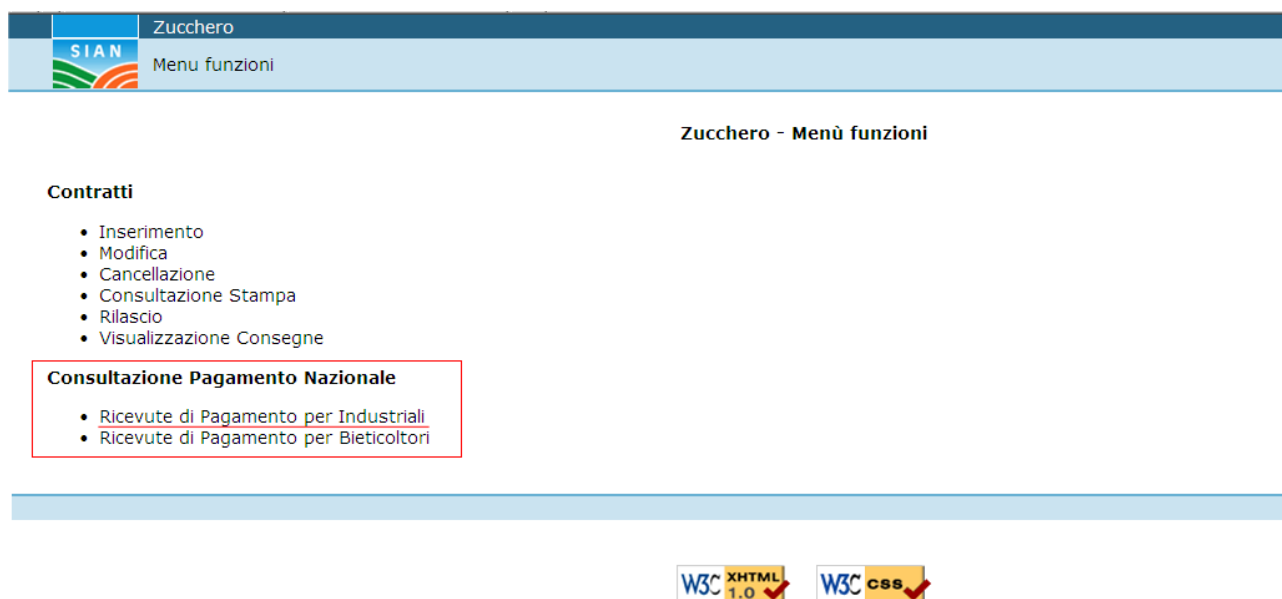 Zucchero
SIAN
Menu funzioni
Zucchero - Menù funzioni
Contratti
• Inserimento
• Modifica
• Cancellazione
• Consultazione Stampa
• Rilascio
• Visualizzazione Consegne
Consultazione Pagamento Nazionale
• Ricevute di Pagamento per Industriali
• Ricevute di Pagamento per Bieticoltori
W3C XHTML 1.0
W3C css